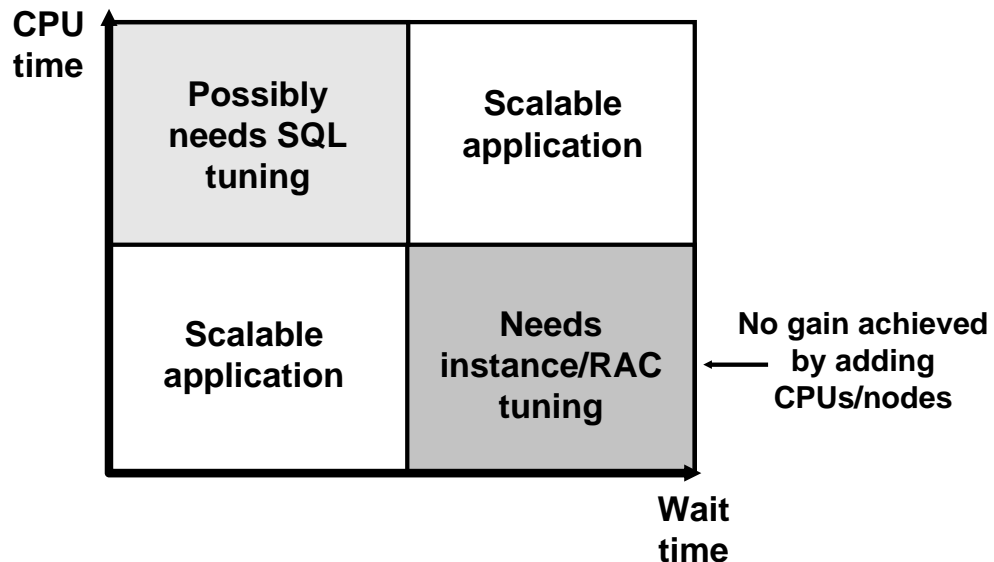 CPU
time
Possibly
needs SQL
tuning
Scalable
application
Scalable
application
Needs
instance/RAC
tuning
No gain achieved
by adding
CPUs/nodes
Wait
time